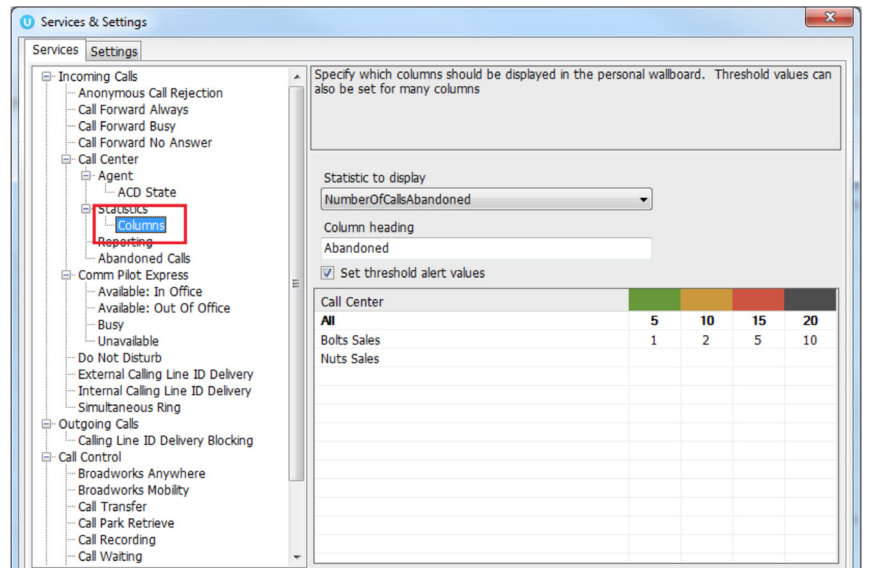 Services & Settings
Services Settings
Incoming Calls
Anonymous Call Rejection
Call Forward Always
Call Forward Busy
Call Forward No Answer
Call Center
Agent
ACD State
Statistics
Columns
Reporting
Abandoned Calls
Comm Pilot Express
Available: In Office
Available: Out Of Office
Busy
Unavailable
Do Not Disturb
External Calling Line ID Delivery
Internal Calling Line ID Delivery
Simultaneous Ring
Outgoing Calls
Calling Line ID Delivery Blocking
Call Control
Broadworks Anywhere
Broadworks Mobility
Call Transfer
Call Park Retrieve
Call Recording
Call Waiting
Specify which columns should be displayed in the personal wallboard. Threshold values can
also be set for many columns
Statistic to display
NumberOfCallsAbandoned
Column heading
Abandoned
Set threshold alert values
Call Center
All 5 10 15 20
Bolts Sales 1 2 5 10
Nuts Sales